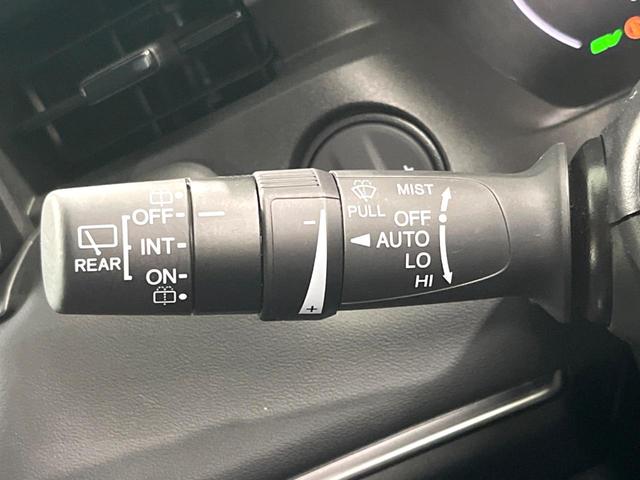 OFF
INT
ON
REAR
− +
PULL
MIST
OFF
AUTO
LO
HI